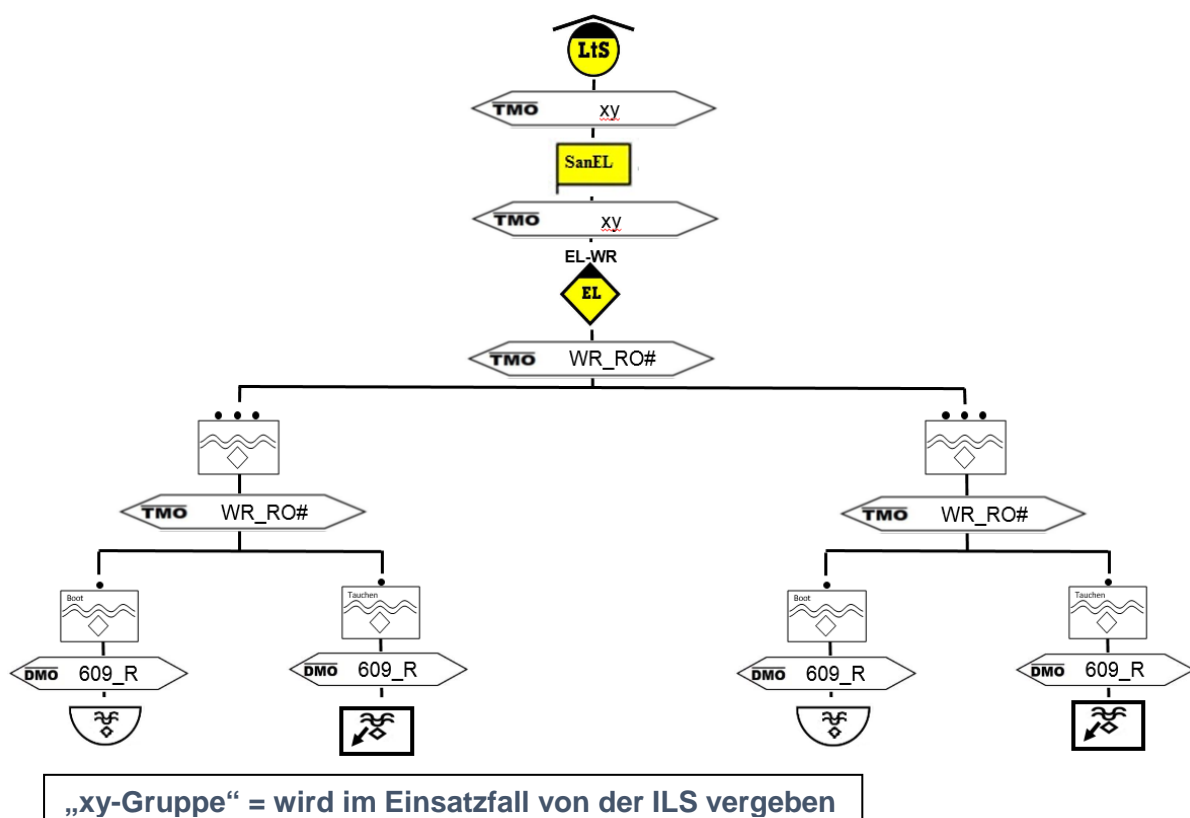 LtS
TMO xy
SanEL
TMO xy
EL-WR
EL
TMO WR_RO#
TMO WR_RO#
TMO WR_RO#
Boot
Tauchen
Boot
Tauchen
DMO 609_R
DMO 609_R
DMO 609_R
DMO 609_R
„xy-Gruppe“ = wird im Einsatzfall von der ILS vergeben